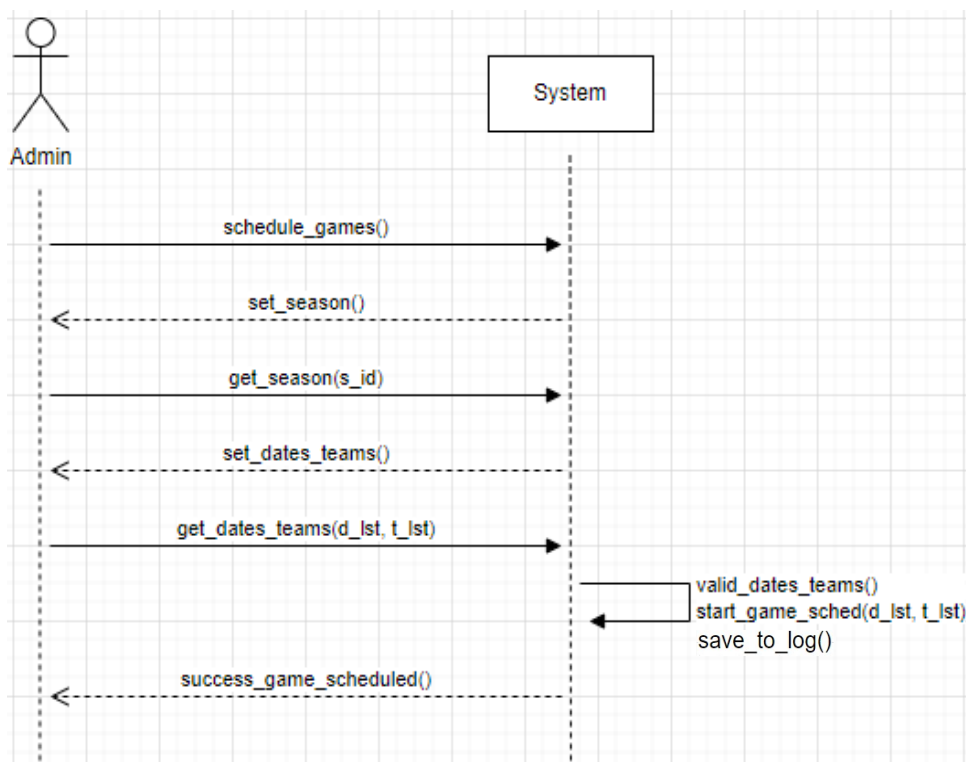 System
Admin
schedule_games()
set_season()
get_season(s_id)
set_dates_teams()
get_dates_teams(d_lst, t_lst)
valid_dates_teams()
start_game_sched(d_lst, t_lst)
save_to_log()
success_game_scheduled()